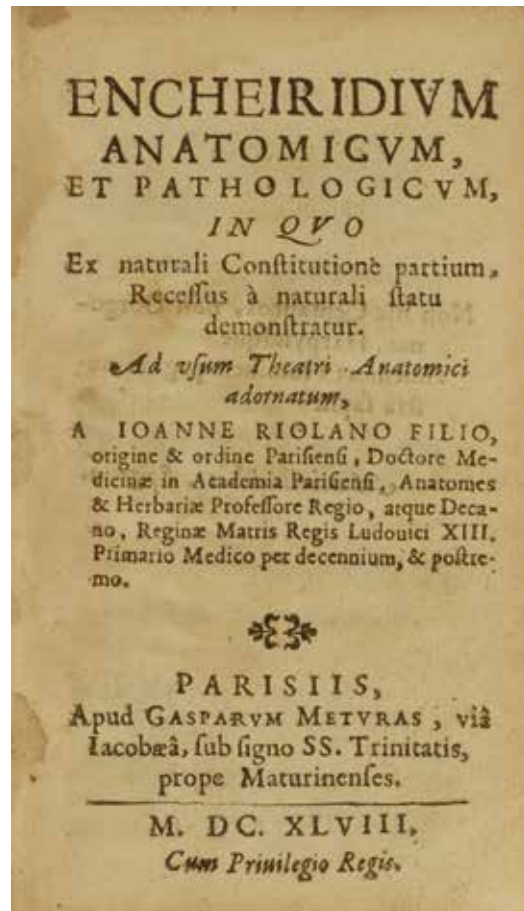 ENCHEIRIDIVM
ANATOMICVM,
ET PATHOLOGICVM,
IN QVO
Ex naturali Conſtitutione partium,
Receſſus à naturali ſtatu
demonſtratur.
Ad vſum Theatri Anatomici
adornatum,
A IOANNE RIOLANO FILIO,
origine & ordine Pariſienſi, Doctore Me-
dicinæ in Academia Pariſienſi, Anatomes
& Herbariæ Profeſſore Regio, atque Deca-
no, Reginæ Matris Regis Ludouici XIII.
Primario Medico per decennium, & poſtre-
mo.
PARISIIS,
Apud GASPARVM METVRAS, viâ
Iacobæâ, ſub ſigno SS. Trinitatis,
prope Maturinenſes.
M. DC. XLVIII.
Cum Priuilegio Regis.